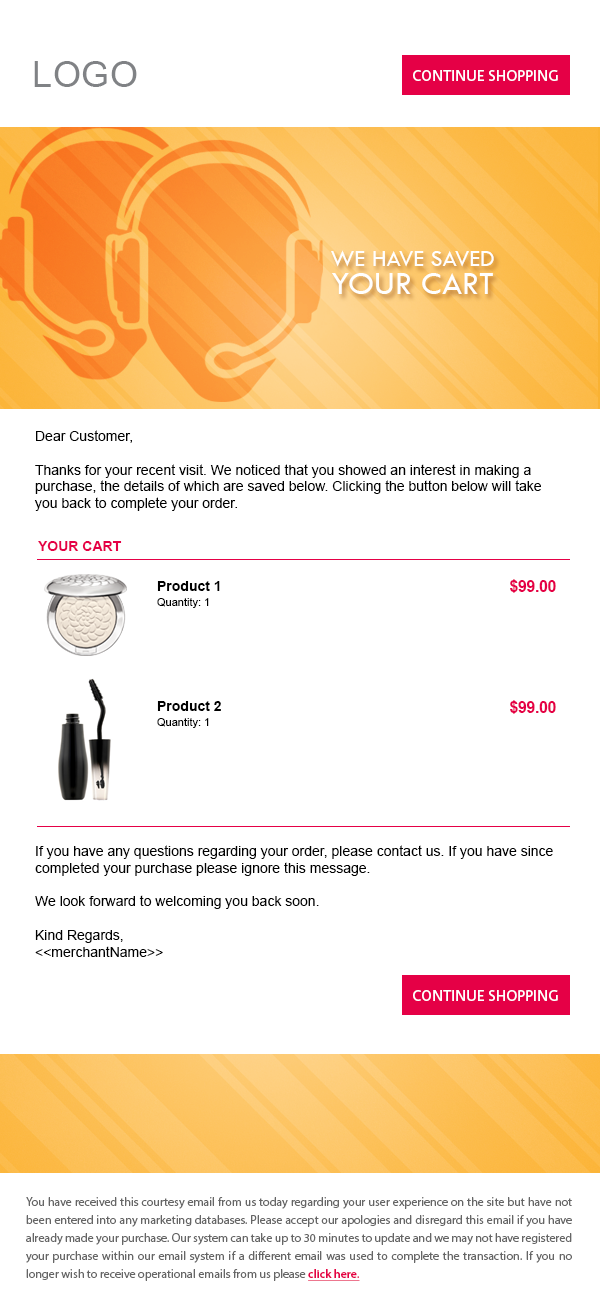 LOGO
CONTINUE SHOPPING
WE HAVE SAVED
YOUR CART
Dear Customer,
Thanks for your recent visit. We noticed that you showed an interest in making a
purchase, the details of which are saved below. Clicking the button below will take
you back to complete your order.
YOUR CART
Product 1
$99.00
Quantity: 1
Product 2
$99.00
Quantity: 1
If you have any questions regarding your order, please contact us. If you have since
completed your purchase please ignore this message.
We look forward to welcoming you back soon.
Kind Regards,
<<merchantName>>
CONTINUE SHOPPING
You have received this courtesy email from us today regarding your user experience on the site but have not
been entered into any marketing databases. Please accept our apologies and disregard this email if you have
already made your purchase. Our system can take up to 30 minutes to update and we may not have registered
your purchase within our email system if a different email was used to complete the transaction. If you no
longer wish to receive operational emails from us please click here.